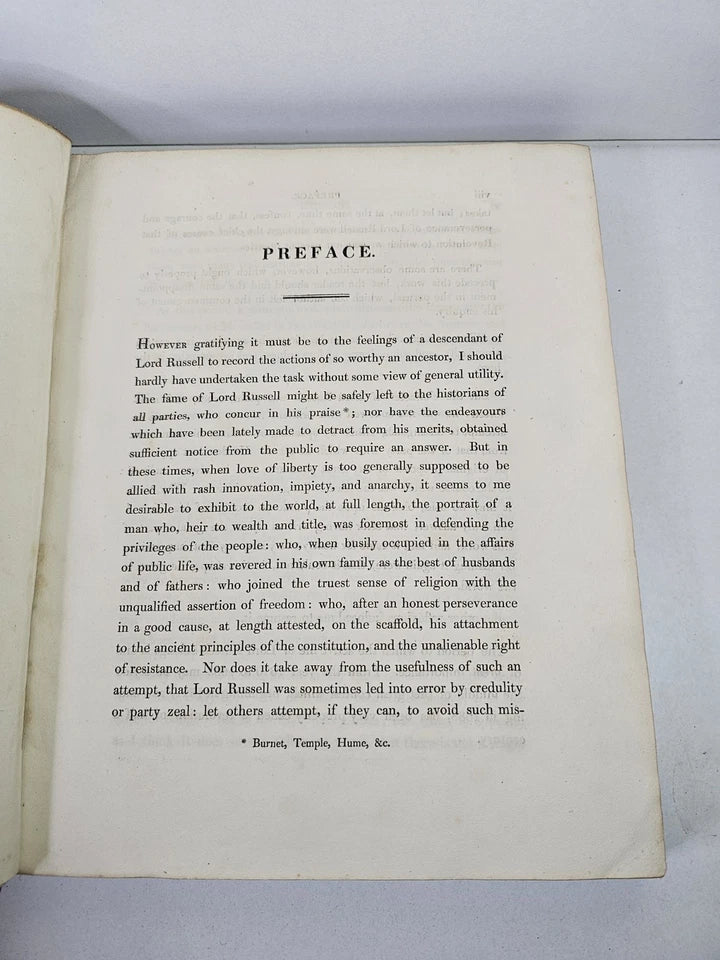 PREFACE.
However gratifying it must be to the feelings of a descendant of
Lord Russell to record the actions of so worthy an ancestor, I should
hardly have undertaken the task without some view of general utility.
The fame of Lord Russell might be safely left to the historians of
all parties, who concur in his praise*; nor have the endeavours
which have been lately made to detract from his merits, obtained
sufficient notice from the public to require an answer. But in
these times, when love of liberty is too generally supposed to be
allied with rash innovation, impiety, and anarchy, it seems to me
desirable to exhibit to the world, at full length, the portrait of a
man who, heir to wealth and title, was foremost in defending the
privileges of the people: who, when busily occupied in the affairs
of public life, was revered in his own family as the best of husbands
and of fathers: who joined the truest sense of religion with the
unqualified assertion of freedom: who, after an honest perseverance
in a good cause, at length attested, on the scaffold, his attachment
to the ancient principles of the constitution, and the unalienable right
of resistance. Nor does it take away from the usefulness of such an
attempt, that Lord Russell was sometimes led into error by credulity
or party zeal: let others attempt, if they can, to avoid such mis-
* Burnet, Temple, Hume, &c.